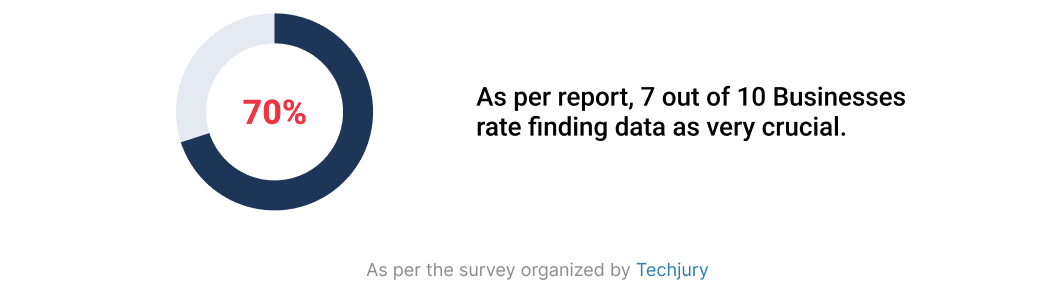 70%
As per report, 7 out of 10 Businesses
rate finding data as very crucial.
As per the survey organized by Techjury